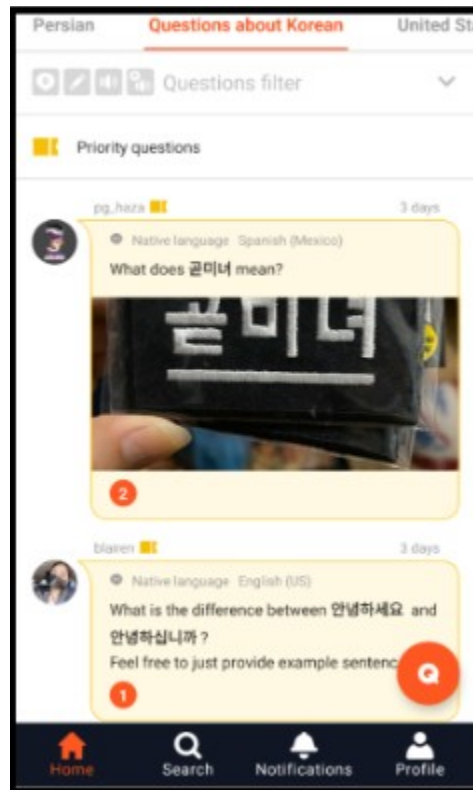 Persian Questions about Korean United St
Questions filter
Priority questions
pg_haza 3 days
Native language Spanish (Mexico)
What does 곧미녀 mean?
곧미녀
2
blairen 3 days
Native language English (US)
What is the difference between 안녕하세요 and
안녕하십니까 ?
Feel free to just provide example sentenc
1
Home Search Notifications Profile